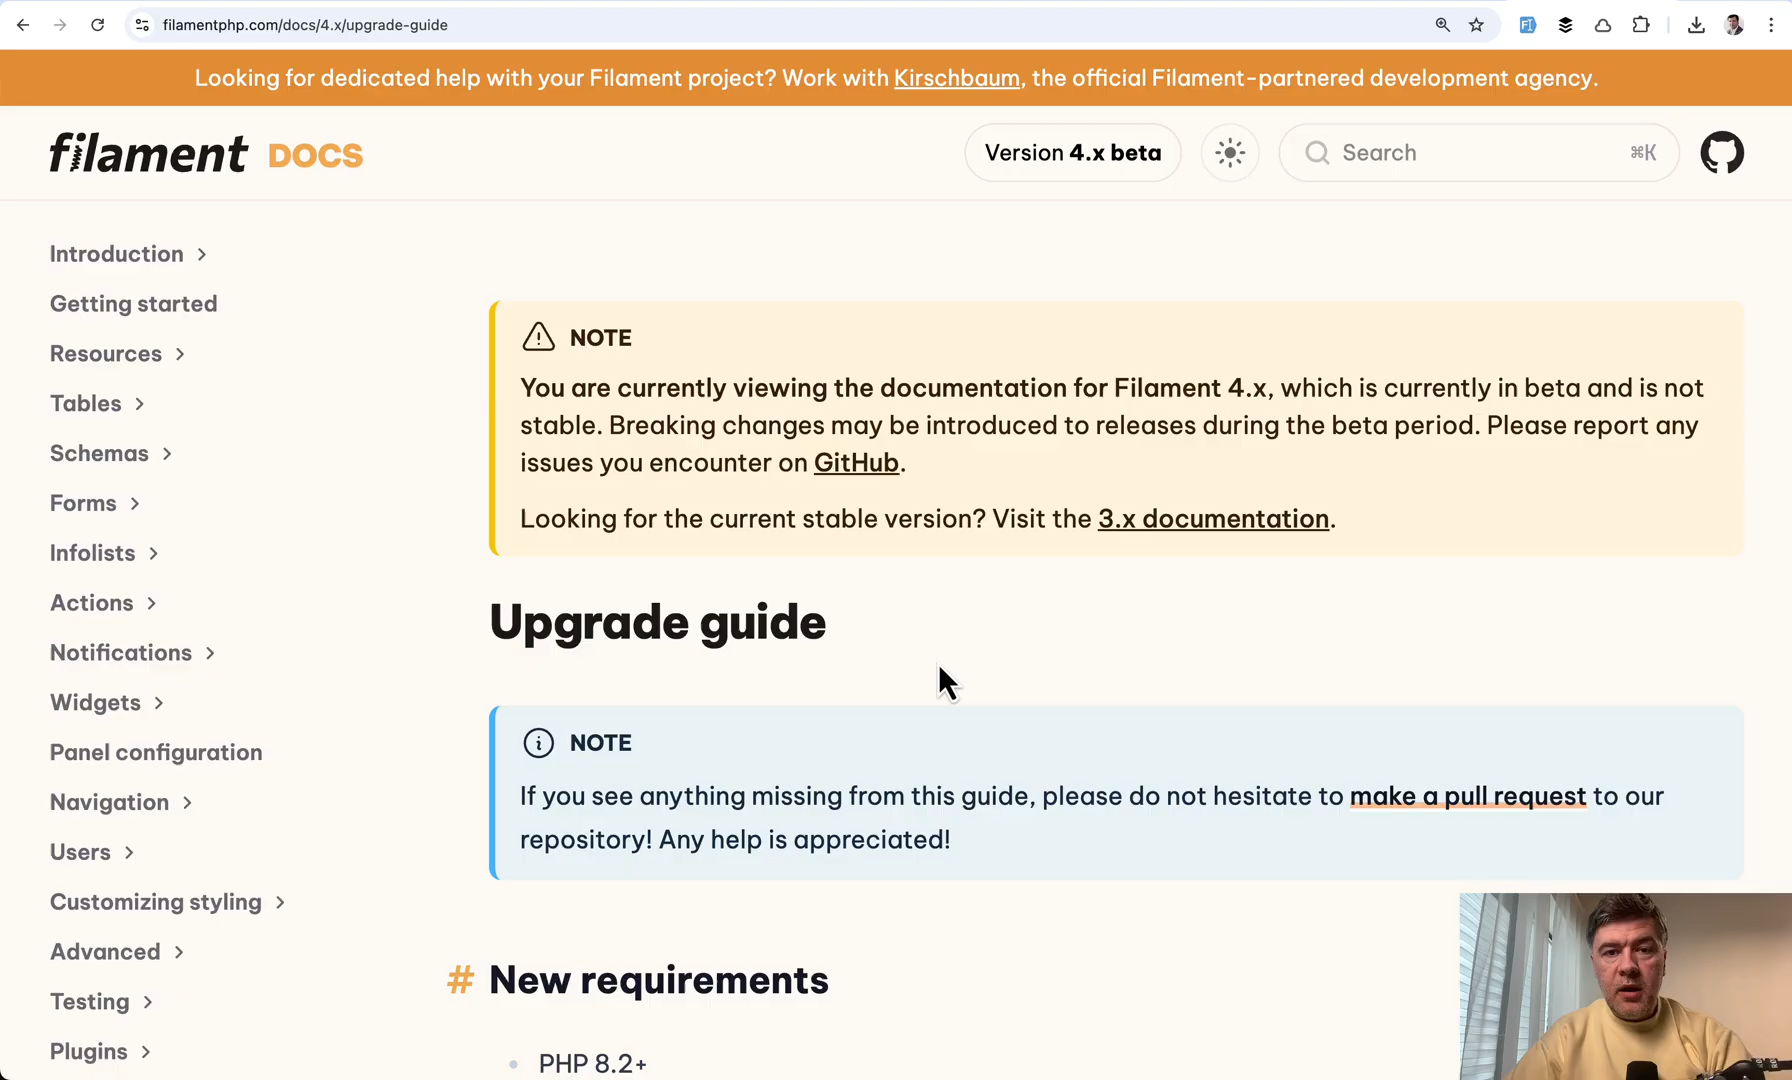 filamentphp.com/docs/4.x/upgrade-guide
Looking for dedicated help with your Filament project? Work with Kirschbaum, the official Filament-partnered development agency.
filament DOCS
Version 4.x beta
Search ⌘K
Introduction
Getting started
Resources
Tables
Schemas
Forms
Infolists
Actions
Notifications
Widgets
Panel configuration
Navigation
Users
Customizing styling
Advanced
Testing
Plugins
NOTE
You are currently viewing the documentation for Filament 4.x, which is currently in beta and is not
stable. Breaking changes may be introduced to releases during the beta period. Please report any
issues you encounter on GitHub.
Looking for the current stable version? Visit the 3.x documentation.
Upgrade guide
NOTE
If you see anything missing from this guide, please do not hesitate to make a pull request to our
repository! Any help is appreciated!
# New requirements
PHP 8.2+